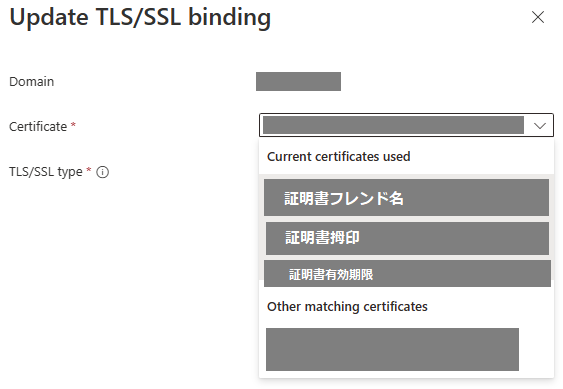 Update TLS/SSL binding
Domain
Certificate *
TLS/SSL type *
Current certificates used
証明書フレンド名
証明書拇印
証明書有効期限
Other matching certificates